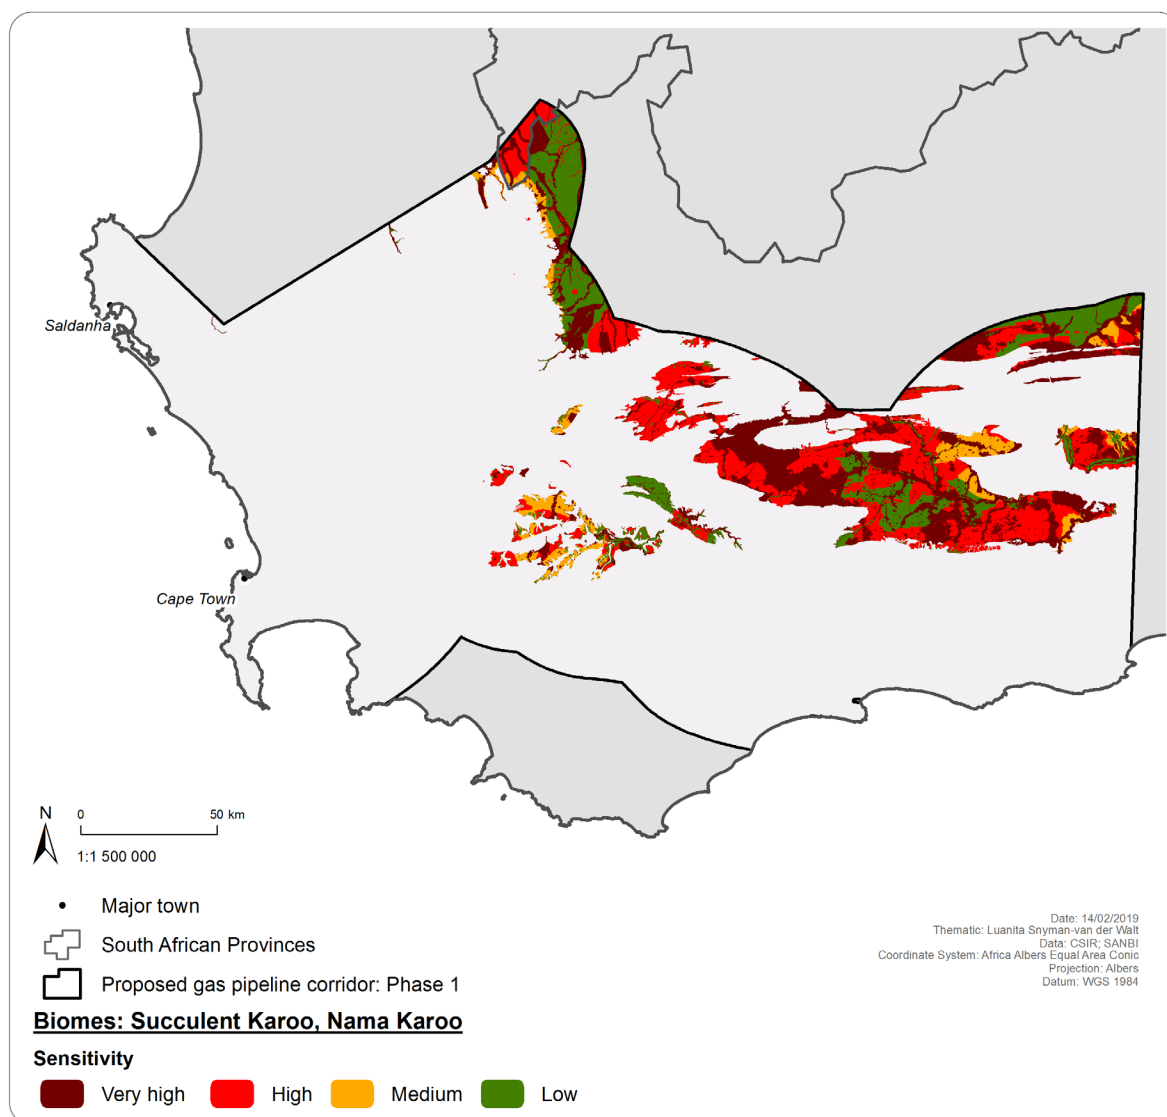 Saldanha
Cape Town
N
0 50 km
1:1 500 000
Major town
South African Provinces
Proposed gas pipeline corridor: Phase 1
Date: 14/02/2019
Thematic: Luanita Snyman-van der Walt
Data: CSIR; SANBI
Coordinate System: Africa Albers Equal Area Conic
Projection: Albers
Datum: WGS 1984
Biomes: Succulent Karoo, Nama Karoo
Sensitivity
Very high High Medium Low